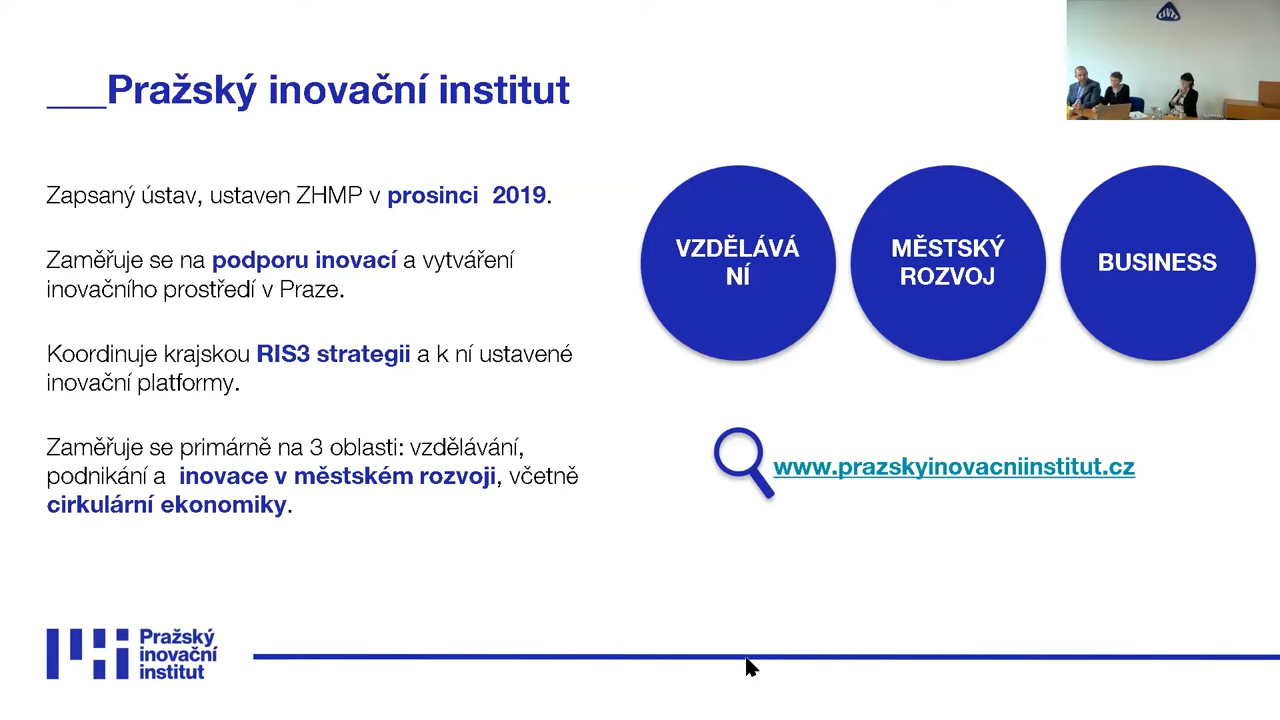 ___Pražský inovační institut
Zapsaný ústav, ustaven ZHMP v prosinci 2019.
Zaměřuje se na podporu inovací a vytváření
inovačního prostředí v Praze.
Koordinuje krajskou RIS3 strategii a k ní ustavené
inovační platformy.
Zaměřuje se primárně na 3 oblasti: vzdělávání,
podnikání a inovace v městském rozvoji, včetně
cirkulární ekonomiky.
VZDĚLÁVÁ
NÍ
MĚSTSKÝ
ROZVOJ
BUSINESS
www.prazskyinovacniinstitut.cz
Pražský
inovační
institut